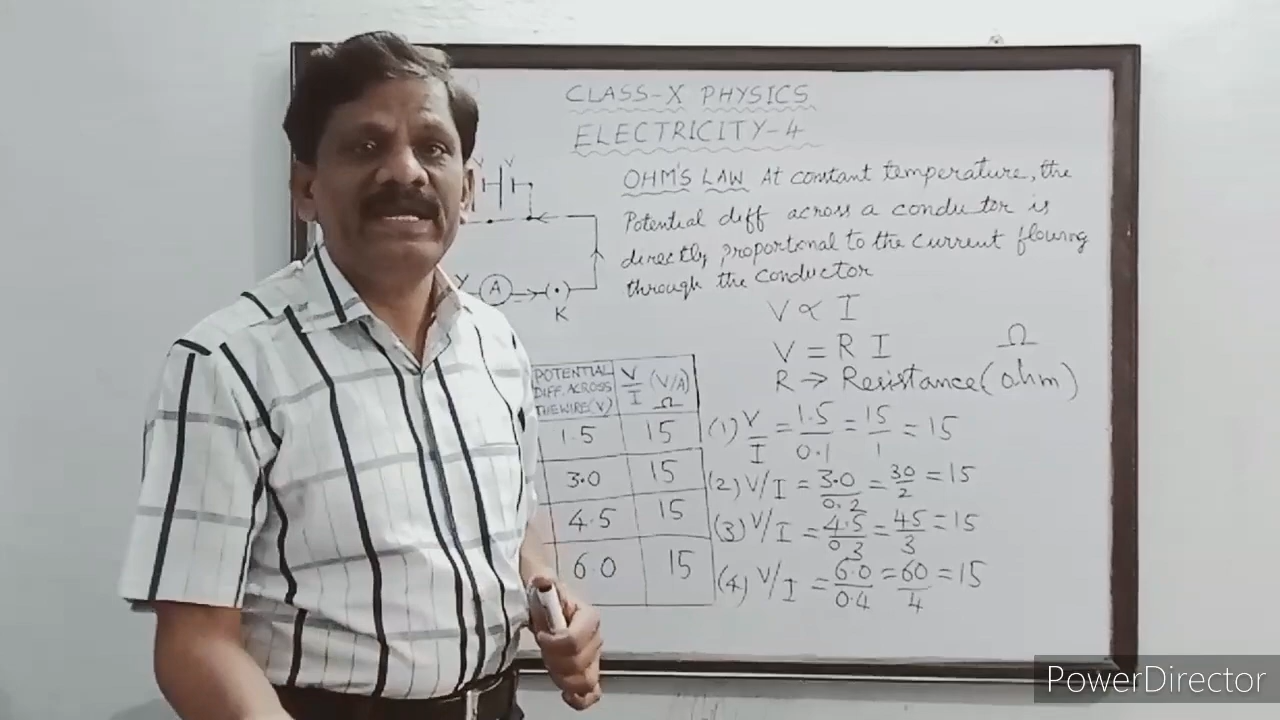 CLASS-X PHYSICS
ELECTRICITY-4
OHM'S LAW At constant temperature, the
Potential diff across a conductor is
directly proportional to the current flowing
through the conductor
V ∝ I
V = R I
Ω
R → Resistance (ohm)
A
K
POTENTIAL DIFF. ACROSS THE WIRE (V) V/I (V/A) Ω
1.5 15
3.0 15
4.5 15
6.0 15
(1) V/I = 1.5/0.1 = 15/1 = 15
(2) V/I = 3.0/0.2 = 30/2 = 15
(3) V/I = 4.5/0.3 = 45/3 = 15
(4) V/I = 6.0/0.4 = 60/4 = 15
PowerDirector